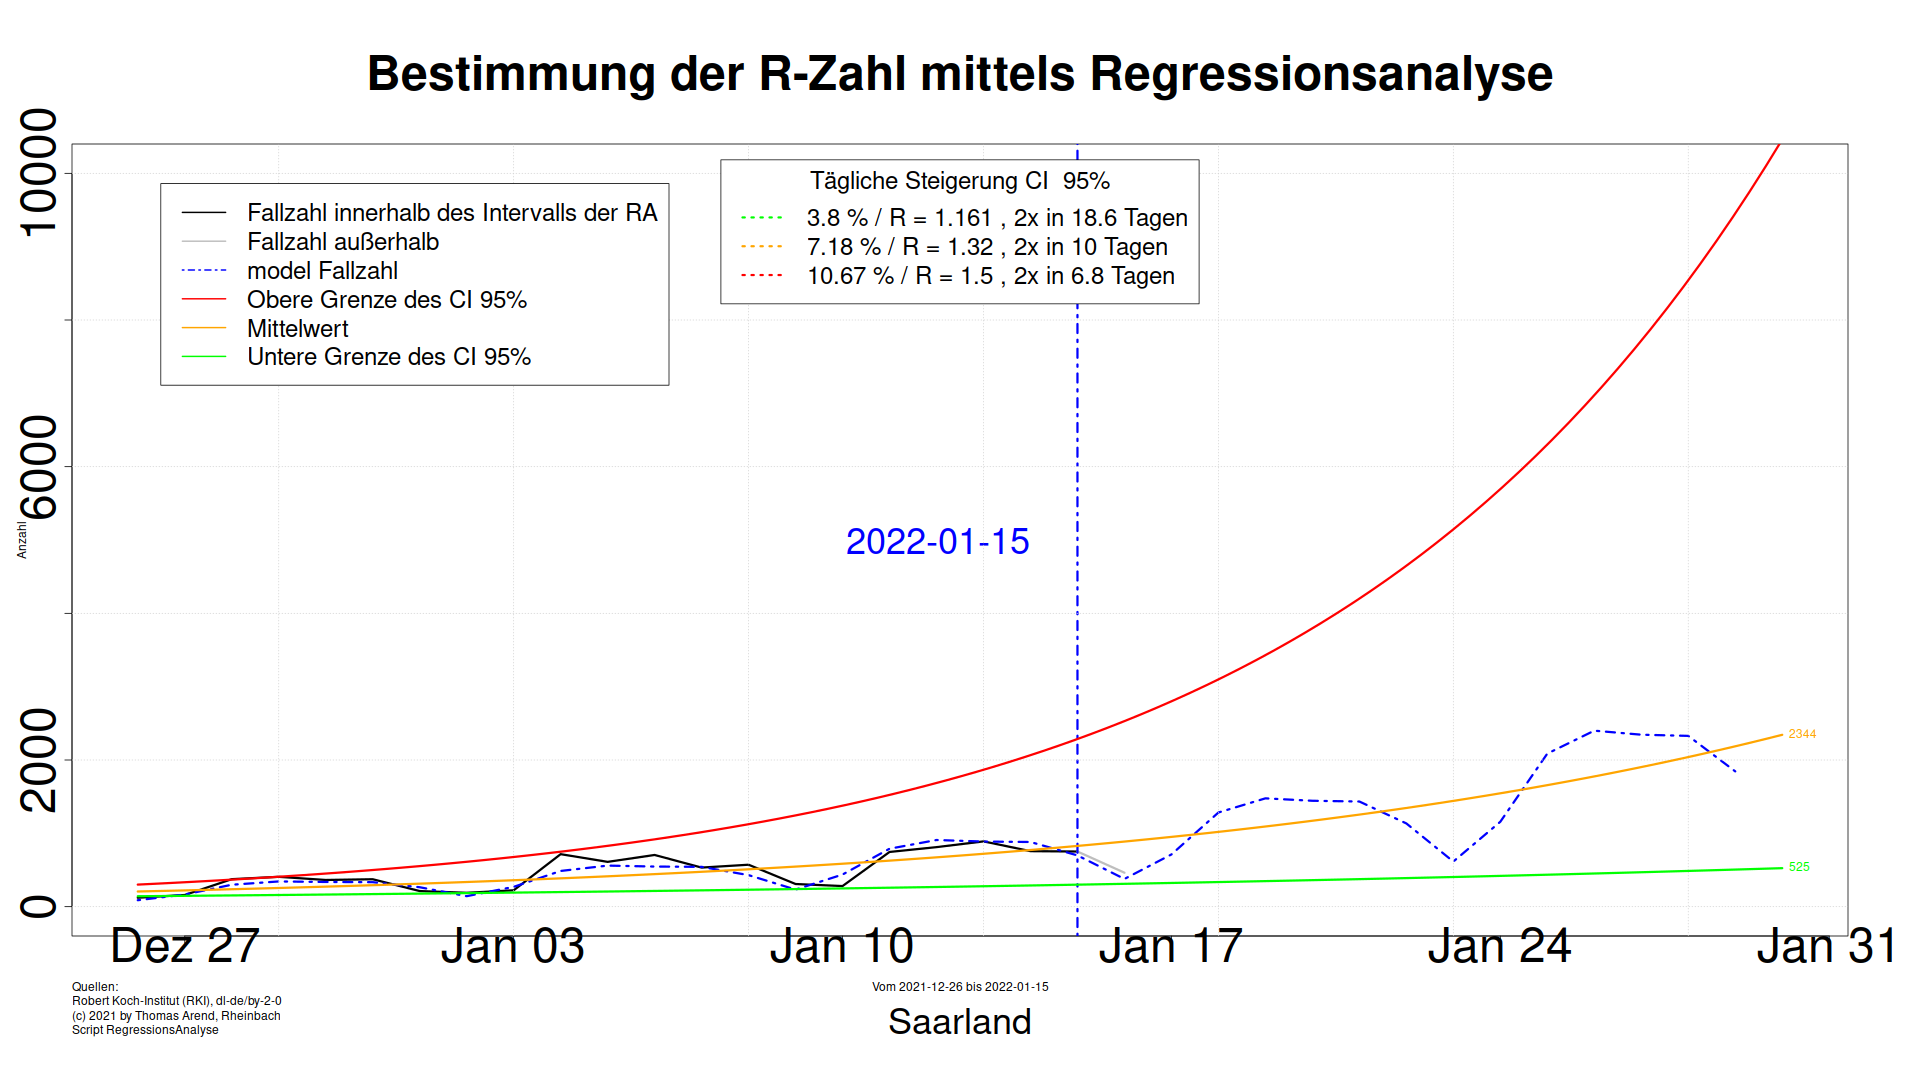 Bestimmung der R-Zahl mittels Regressionsanalyse
10000
6000
2000
0
Anzahl
Fallzahl innerhalb des Intervalls der RA
Fallzahl außerhalb
model Fallzahl
Obere Grenze des CI 95%
Mittelwert
Untere Grenze des CI 95%
Tägliche Steigerung CI 95%
3.8 % / R = 1.161 , 2x in 18.6 Tagen
7.18 % / R = 1.32 , 2x in 10 Tagen
10.67 % / R = 1.5 , 2x in 6.8 Tagen
2022-01-15
2344
525
Dez 27 Jan 03 Jan 10 Jan 17 Jan 24 Jan 31
Quellen:
Robert Koch-Institut (RKI), dl-de/by-2-0
(c) 2021 by Thomas Arend, Rheinbach
Script RegressionsAnalyse
Vom 2021-12-26 bis 2022-01-15
Saarland